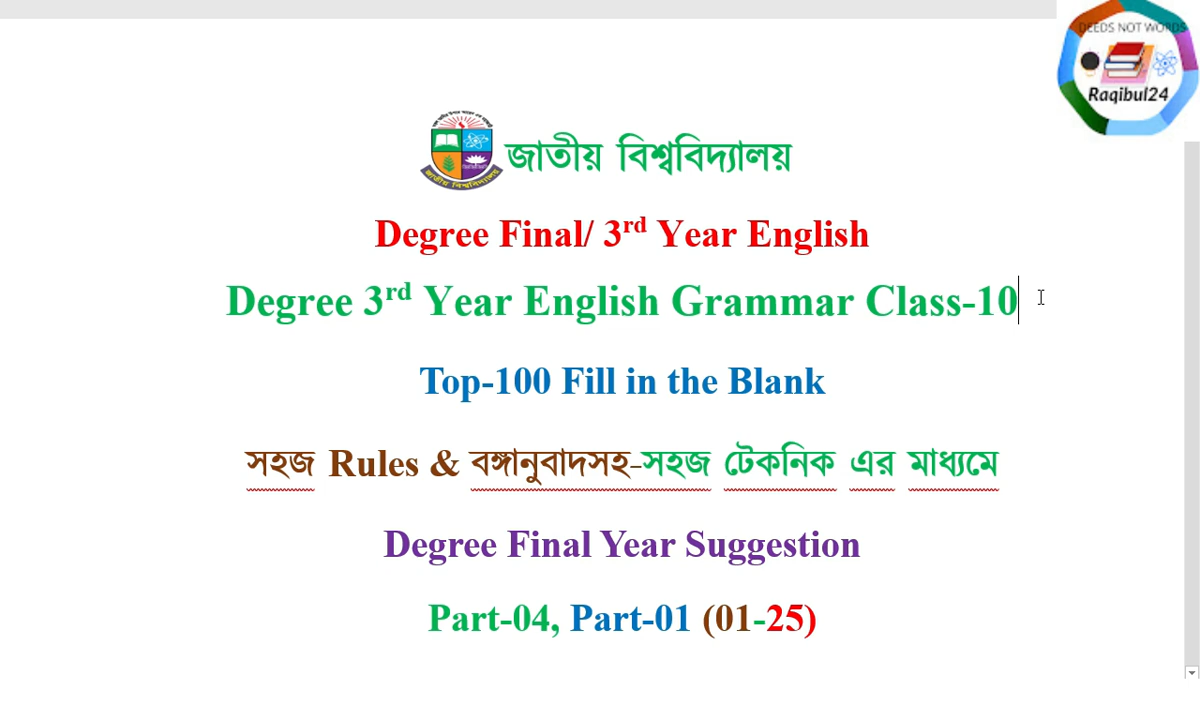 DEEDS NOT WORDS
Raqibul24
জাতীয় বিশ্ববিদ্যালয়
জাতীয় বিশ্ববিদ্যালয়
Degree Final/ 3rd Year English
Degree 3rd Year English Grammar Class-10
Top-100 Fill in the Blank
সহজ Rules & বঙ্গানুবাদসহ-সহজ টেকনিক এর মাধ্যমে
Degree Final Year Suggestion
Part-04, Part-01 (01-25)